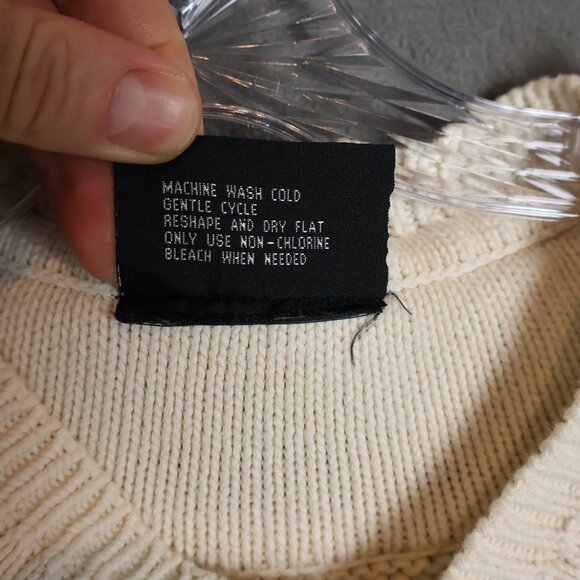 MACHINE WASH COLD
GENTLE CYCLE
RESHAPE AND DRY FLAT
ONLY USE NON-CHLORINE
BLEACH WHEN NEEDED